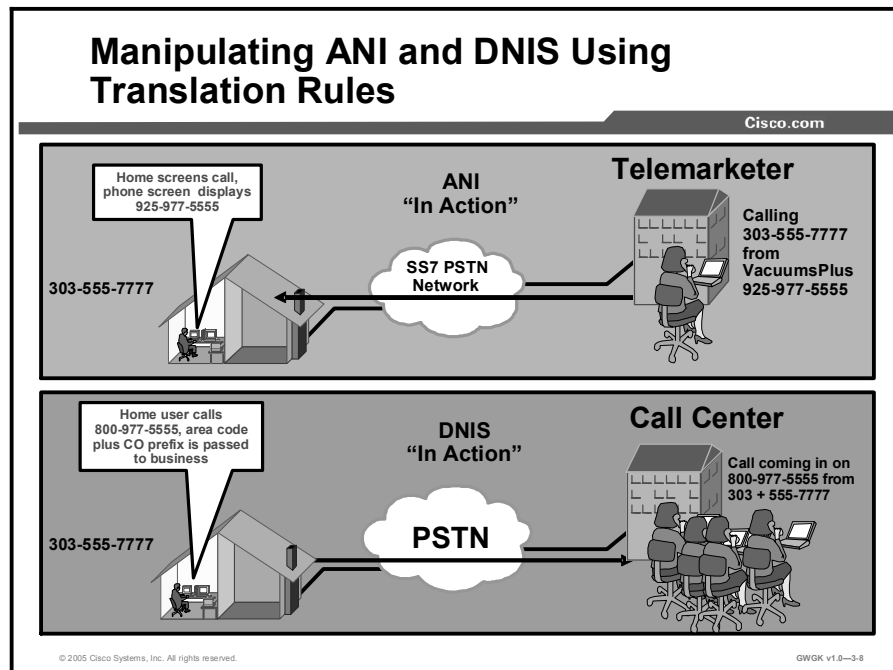 Manipulating ANI and DNIS Using
Translation Rules
Cisco.com
Home screens call,
phone screen displays
925-977-5555
303-555-7777
ANI
“In Action”
SS7 PSTN
Network
Telemarketer
Calling
303-555-7777
from
VacuumsPlus
925-977-5555
Home user calls
800-977-5555, area code
plus CO prefix is passed
to business
303-555-7777
DNIS
“In Action”
PSTN
Call Center
Call coming in on
800-977-5555 from
303 + 555-7777
© 2005 Cisco Systems, Inc. All rights reserved.
GWGK v1.0—3-8